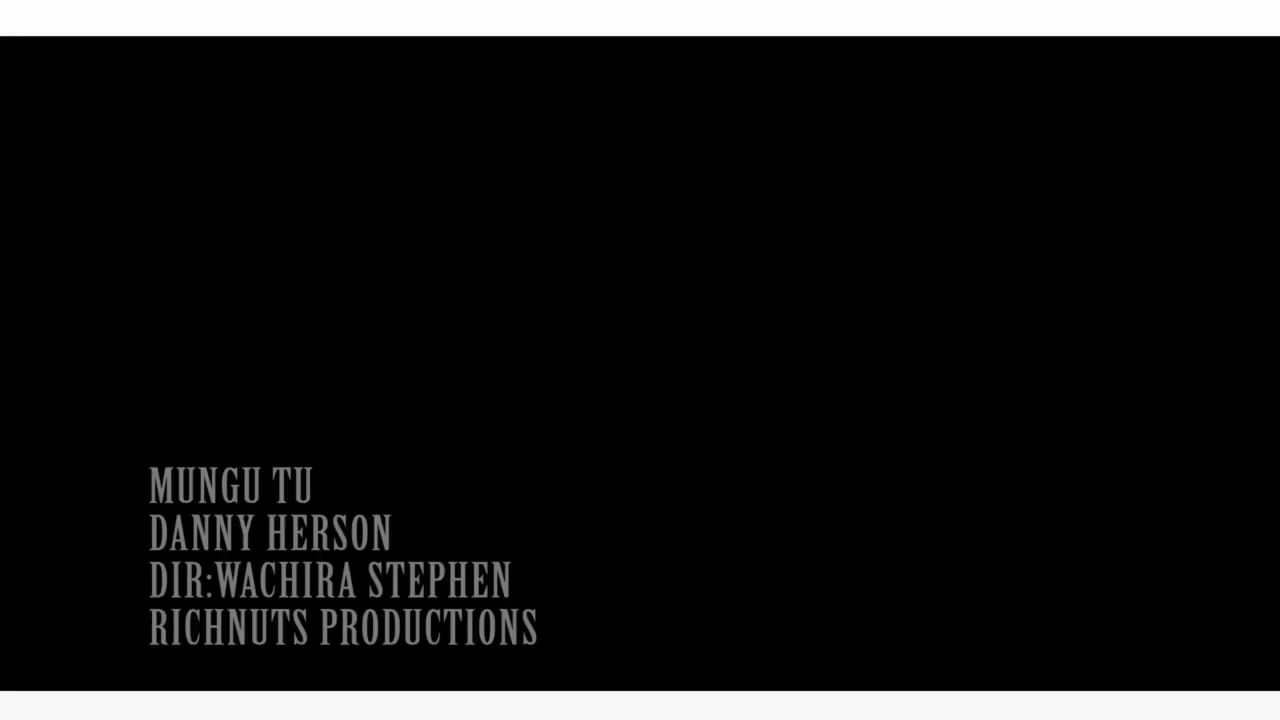 MUNGU TU
DANNY HERSON
DIR:WACHIRA STEPHEN
RICHNUTS PRODUCTIONS